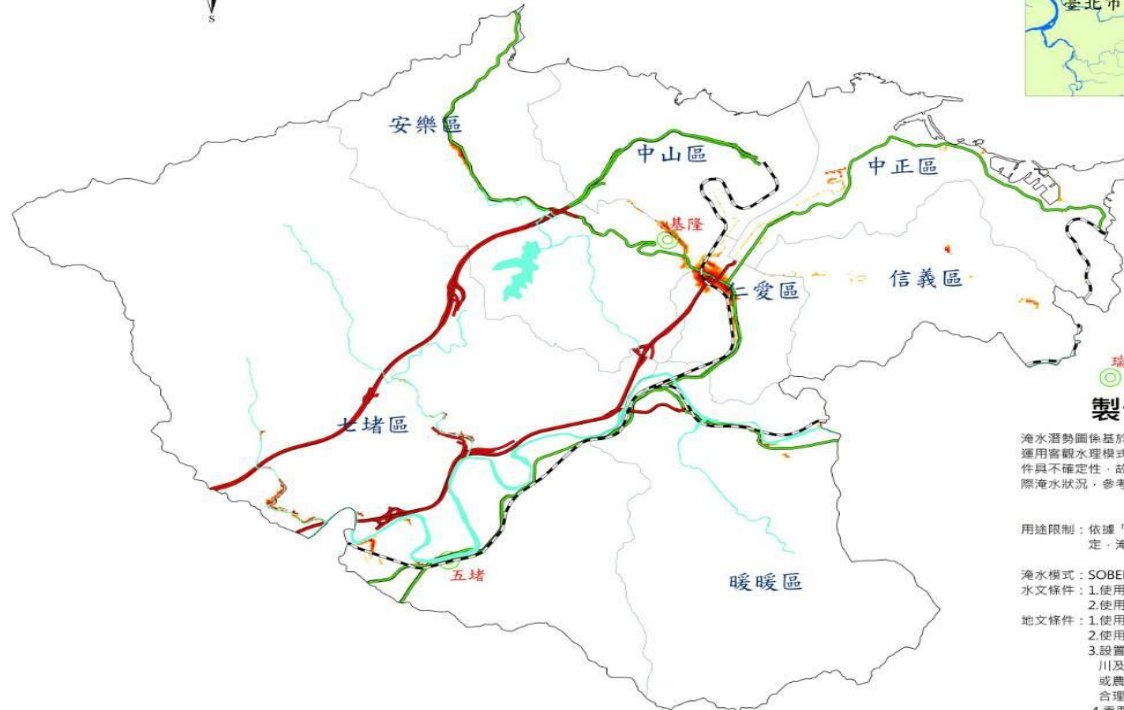 S
臺北市
安樂區
中山區
中正區
基隆
信義區
仁愛區
瑞
七堵區
製
淹水潛勢圖係基於
運用客觀水理模式
件具不確定性，故
際淹水狀況，參考
用途限制：依據「
定，淹
淹水模式：SOBE
水文條件：1.使用
2.使用
地文條件：1.使用
2.使用
3.設置
川及
或農
合理
五堵
暖暖區